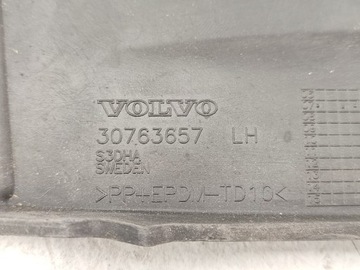 VOLVO
30763657 LH
S3DHA
SWEDEN
>PP+EPDM-TD10<